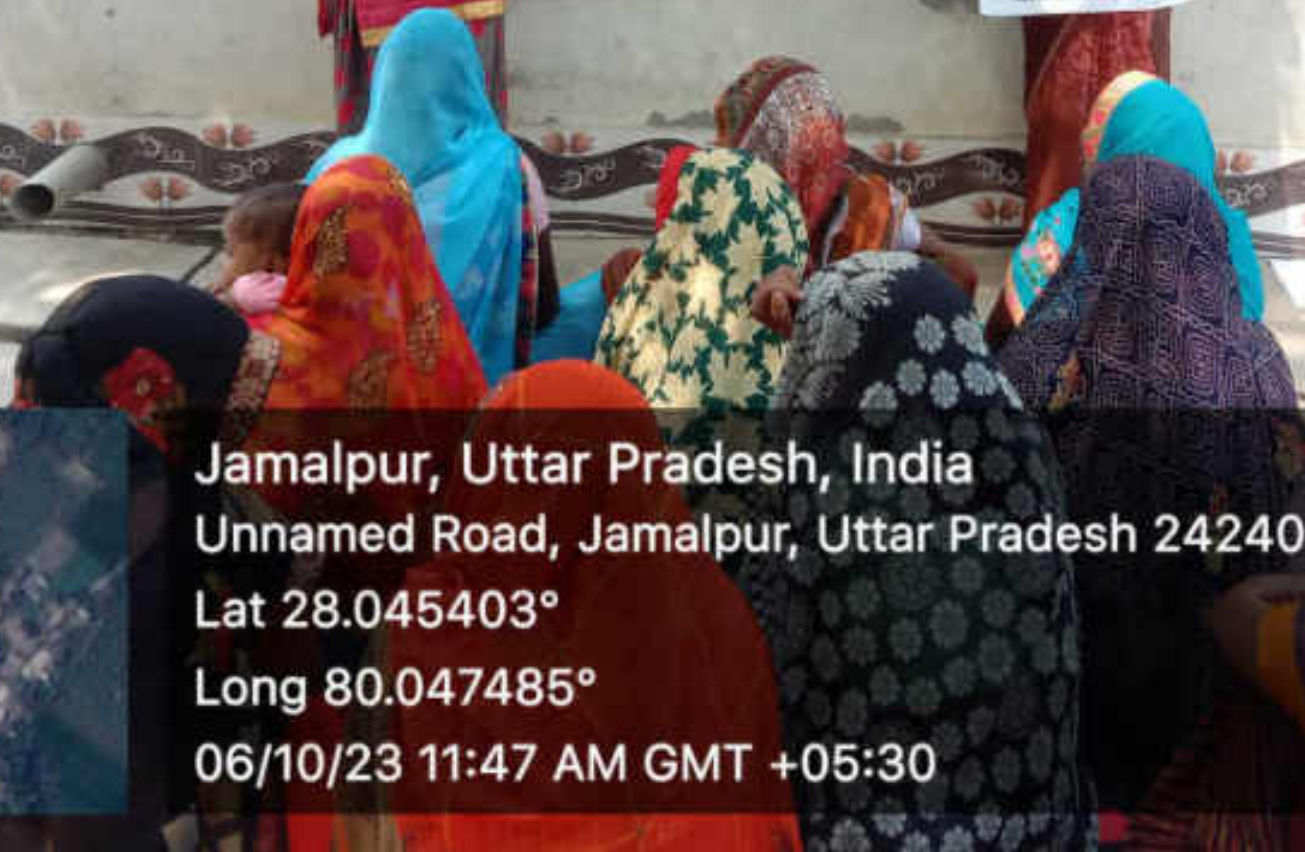 Jamalpur, Uttar Pradesh, India
Unnamed Road, Jamalpur, Uttar Pradesh 24240
Lat 28.045403°
Long 80.047485°
06/10/23 11:47 AM GMT +05:30